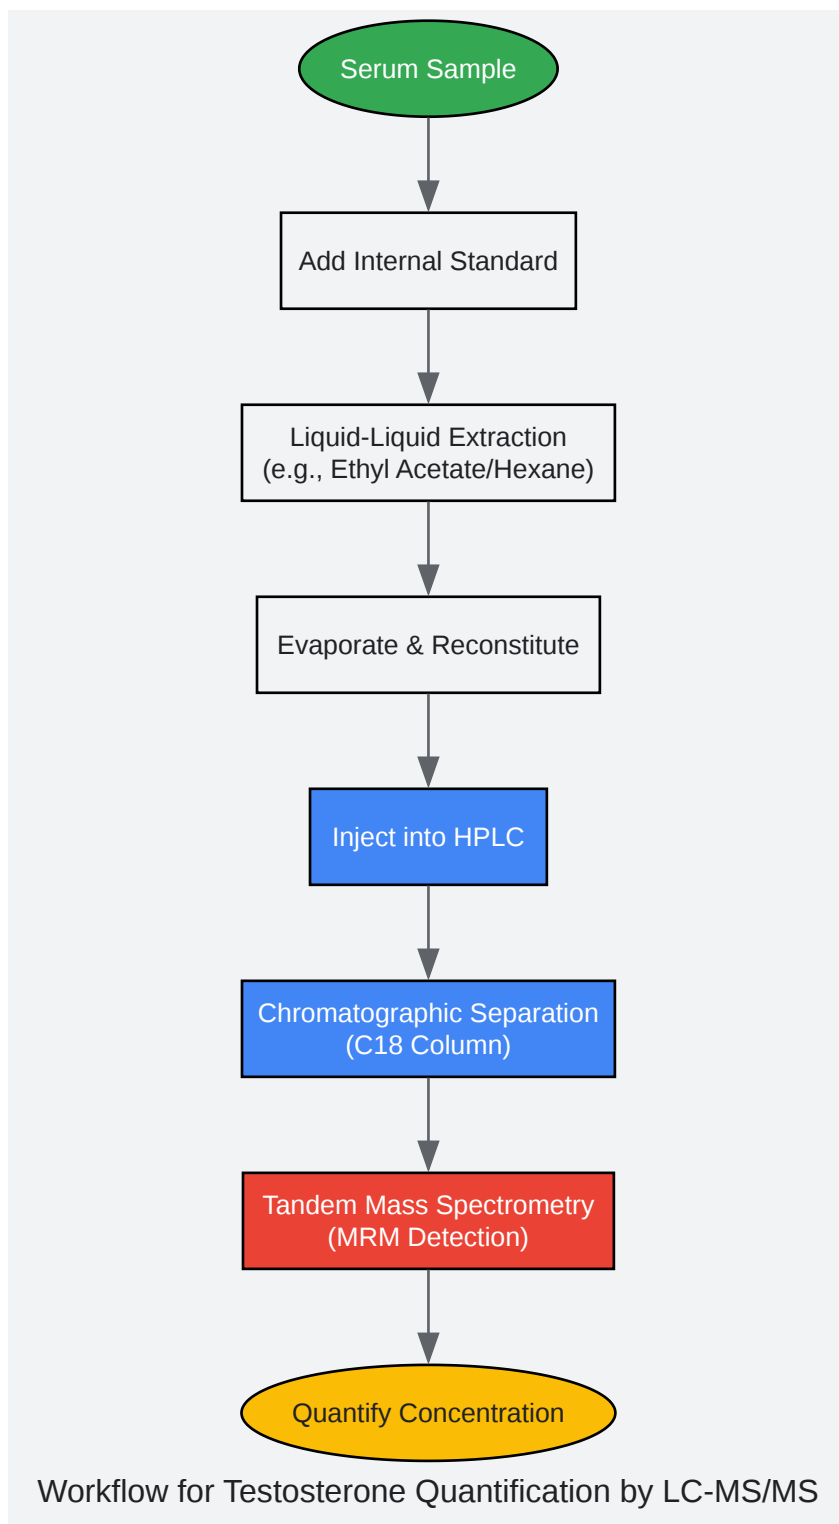 Serum Sample
Add Internal Standard
Liquid-Liquid Extraction
(e.g., Ethyl Acetate/Hexane)
Evaporate & Reconstitute
Inject into HPLC
Chromatographic Separation
(C18 Column)
Tandem Mass Spectrometry
(MRM Detection)
Quantify Concentration
Workflow for Testosterone Quantification by LC-MS/MS